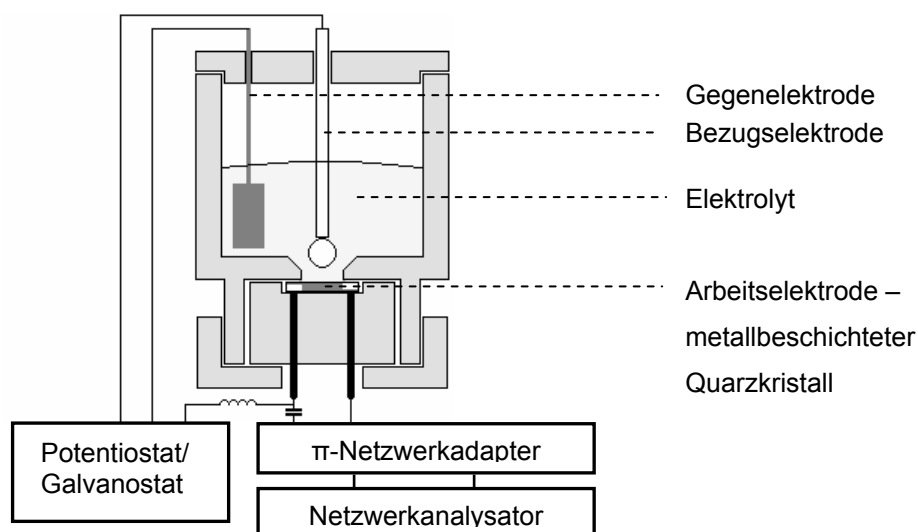 Gegenelektrode
Bezugselektrode
Elektrolyt
Arbeitselektrode –
metallbeschichteter
Quarzkristall
Potentiostat/
Galvanostat
π-Netzwerkadapter
Netzwerkanalysator